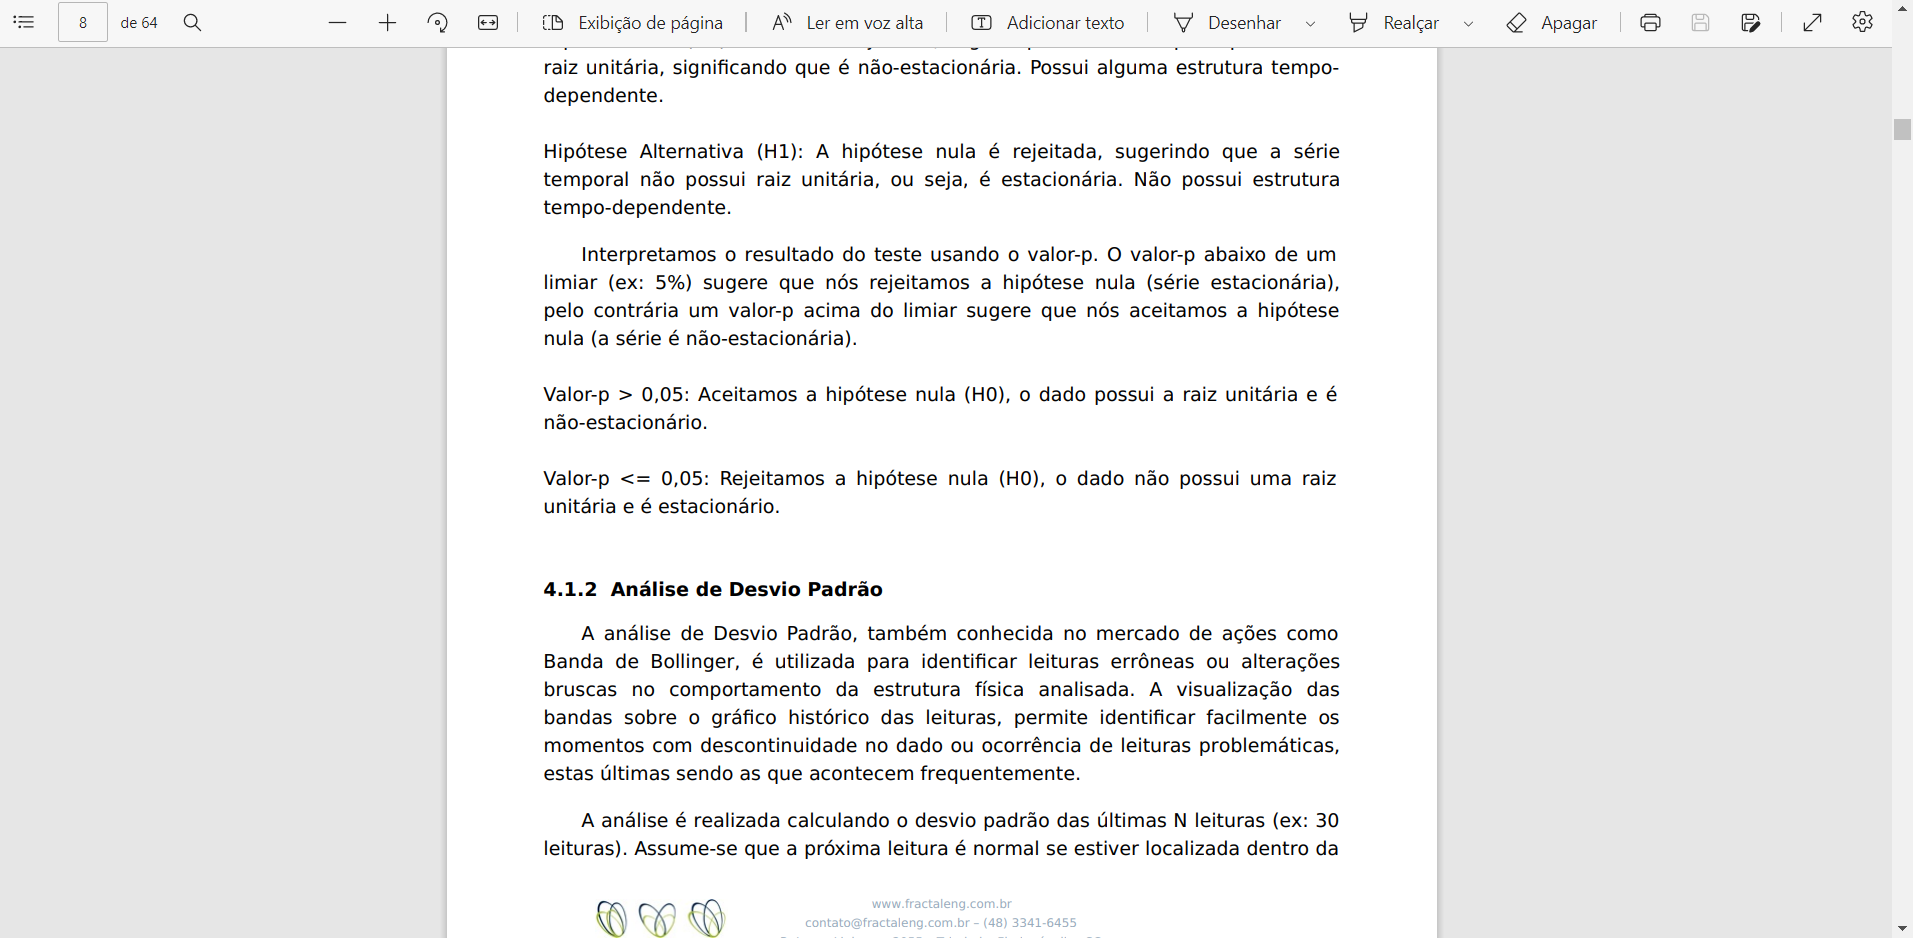 8 de 64 Exibição de página Ler em voz alta Adicionar texto Desenhar Realçar Apagar
raiz unitária, significando que é não-estacionária. Possui alguma estrutura tempo-
dependente.
Hipótese Alternativa (H1): A hipótese nula é rejeitada, sugerindo que a série
temporal não possui raiz unitária, ou seja, é estacionária. Não possui estrutura
tempo-dependente.
Interpretamos o resultado do teste usando o valor-p. O valor-p abaixo de um
limiar (ex: 5%) sugere que nós rejeitamos a hipótese nula (série estacionária),
pelo contrária um valor-p acima do limiar sugere que nós aceitamos a hipótese
nula (a série é não-estacionária).
Valor-p > 0,05: Aceitamos a hipótese nula (H0), o dado possui a raiz unitária e é
não-estacionário.
Valor-p <= 0,05: Rejeitamos a hipótese nula (H0), o dado não possui uma raiz
unitária e é estacionário.
4.1.2 Análise de Desvio Padrão
A análise de Desvio Padrão, também conhecida no mercado de ações como
Banda de Bollinger, é utilizada para identificar leituras errôneas ou alterações
bruscas no comportamento da estrutura física analisada. A visualização das
bandas sobre o gráfico histórico das leituras, permite identificar facilmente os
momentos com descontinuidade no dado ou ocorrência de leituras problemáticas,
estas últimas sendo as que acontecem frequentemente.
A análise é realizada calculando o desvio padrão das últimas N leituras (ex: 30
leituras). Assume-se que a próxima leitura é normal se estiver localizada dentro da
www.fractaleng.com.br
contato@fractaleng.com.br – (48) 3341-6455